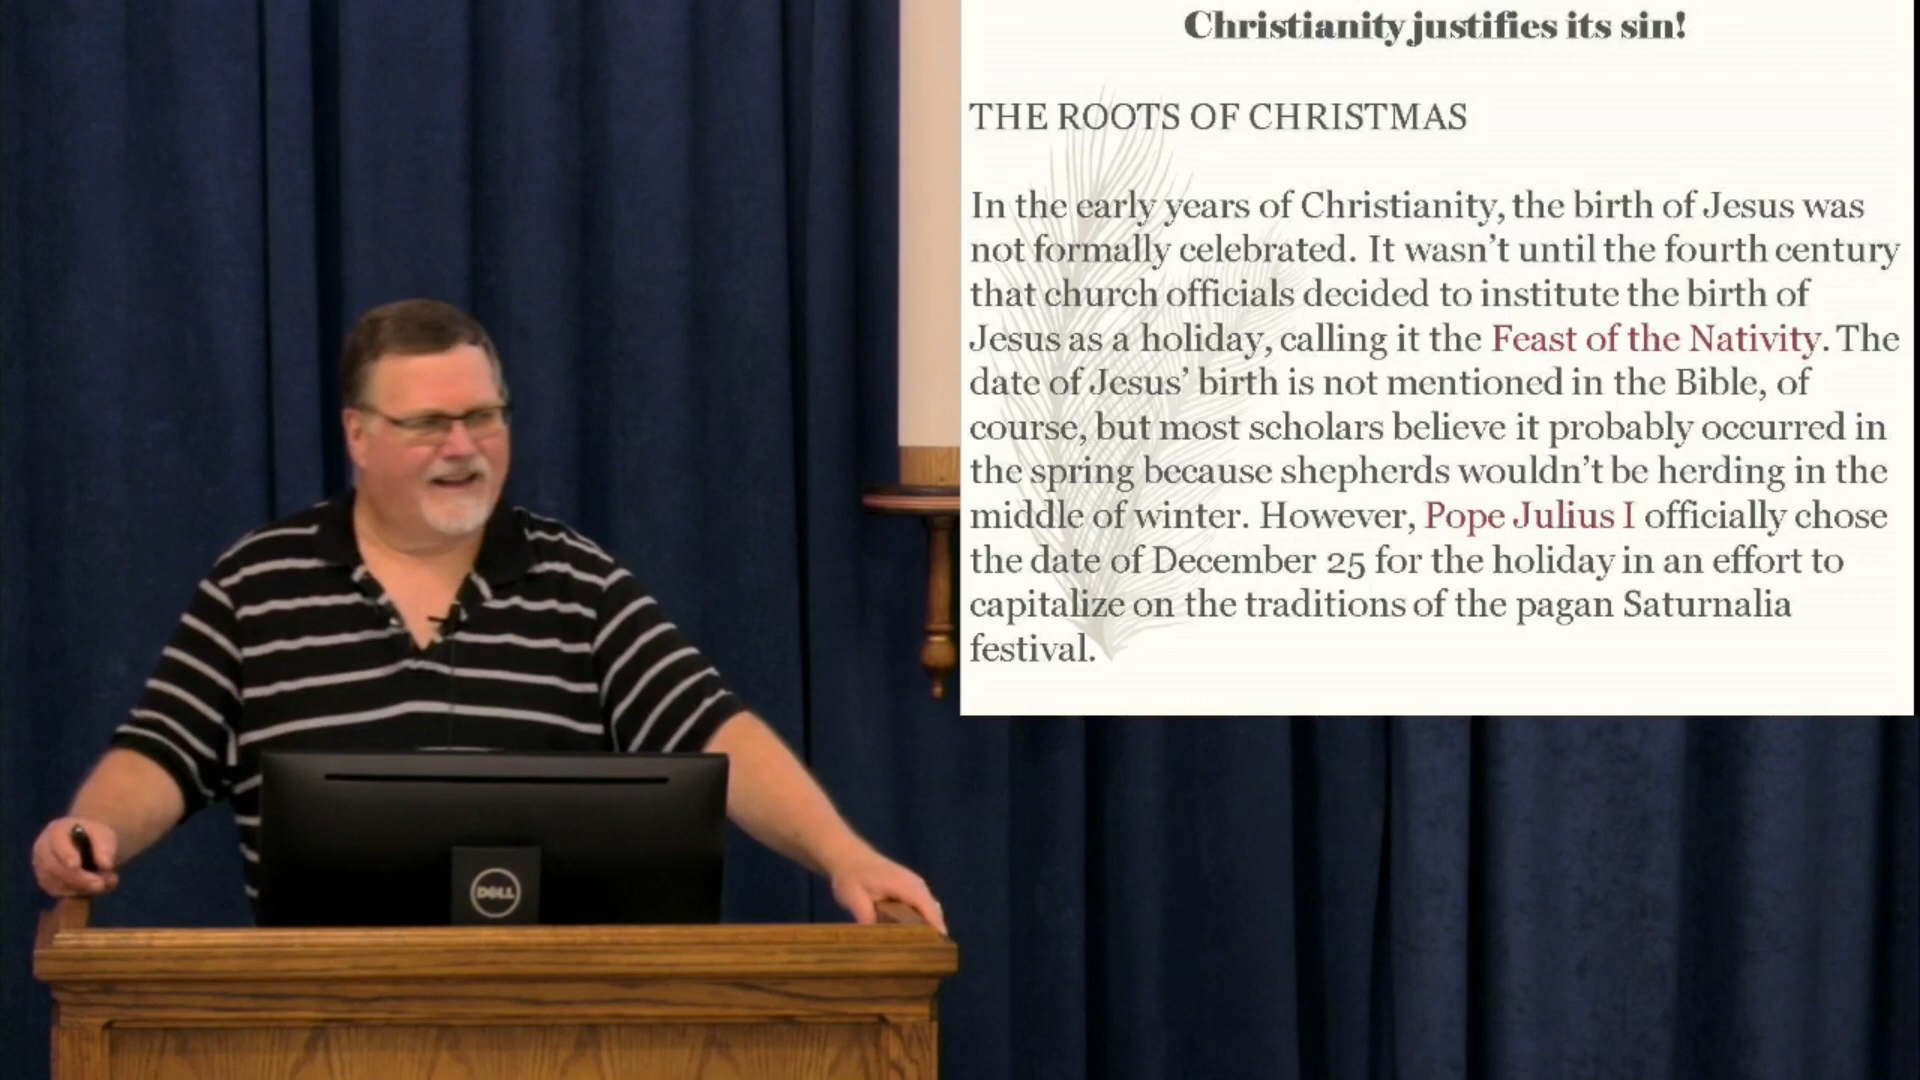 Christianity justifies its sin!
THE ROOTS OF CHRISTMAS
In the early years of Christianity, the birth of Jesus was
not formally celebrated. It wasn't until the fourth century
that church officials decided to institute the birth of
Jesus as a holiday, calling it the Feast of the Nativity. The
date of Jesus' birth is not mentioned in the Bible, of
course, but most scholars believe it probably occurred in
the spring because shepherds wouldn't be herding in the
middle of winter. However, Pope Julius I officially chose
the date of December 25 for the holiday in an effort to
capitalize on the traditions of the pagan Saturnalia
festival.
DELL